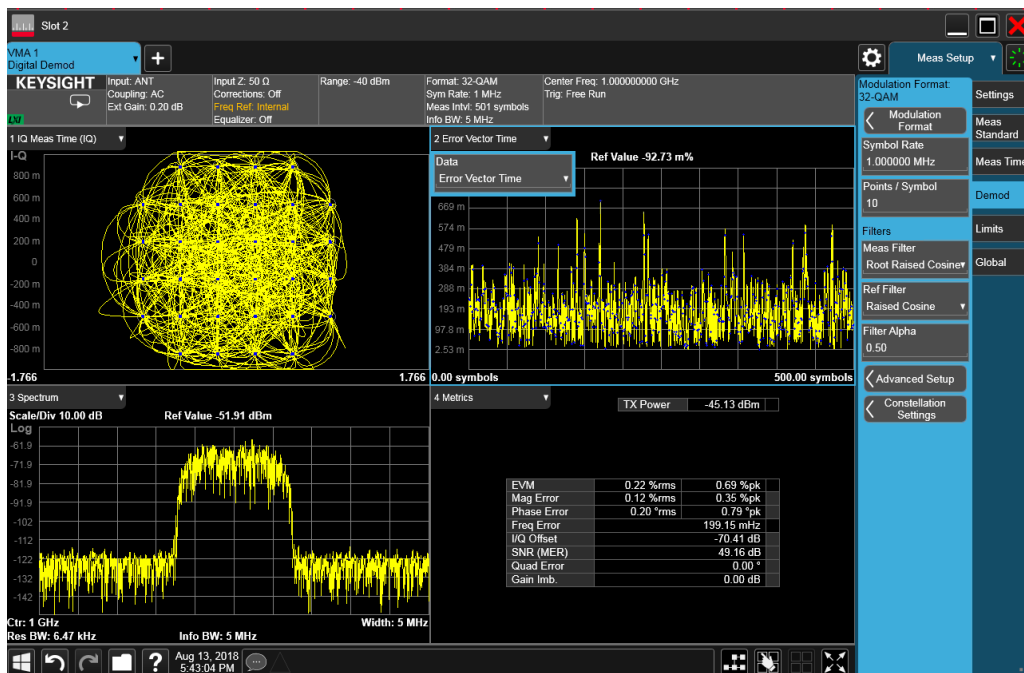 Slot 2
VMA 1
Digital Demod
+
Meas Setup
KEYSIGHT
LXI
Input: ANT
Coupling: AC
Ext Gain: 0.20 dB
Input Z: 50 Ω
Corrections: Off
Freq Ref: Internal
Equalizer: Off
Range: -40 dBm
Format: 32-QAM
Sym Rate: 1 MHz
Meas Intvl: 501 symbols
Info BW: 5 MHz
Center Freq: 1.000000000 GHz
Trig: Free Run
1 IQ Meas Time (IQ)
I-Q
800 m
600 m
400 m
200 m
0
-200 m
-400 m
-600 m
-800 m
-1.766
1.766
2 Error Vector Time
Data
Error Vector Time
Ref Value -92.73 m%
669 m
574 m
479 m
384 m
288 m
193 m
97.8 m
2.53 m
0.00 symbols
500.00 symbols
3 Spectrum
Scale/Div 10.00 dB
Ref Value -51.91 dBm
Log
-61.9
-71.9
-81.9
-91.9
-102
-112
-122
-132
-142
Ctr: 1 GHz
Width: 5 MHz
Res BW: 6.47 kHz
Info BW: 5 MHz
4 Metrics
TX Power -45.13 dBm
EVM 0.22 %rms 0.69 %pk
Mag Error 0.12 %rms 0.35 %pk
Phase Error 0.20 °rms 0.79 °pk
Freq Error 199.15 mHz
I/Q Offset -70.41 dB
SNR (MER) 49.16 dB
Quad Error 0.00 °
Gain Imb. 0.00 dB
Modulation Format:
32-QAM
Modulation
Format
Symbol Rate
1.000000 MHz
Points / Symbol
10
Filters
Meas Filter
Root Raised Cosine
Ref Filter
Raised Cosine
Filter Alpha
0.50
Advanced Setup
Constellation
Settings
Settings
Meas
Standard
Meas Time
Demod
Limits
Global
?
Aug 13, 2018
5:43:04 PM